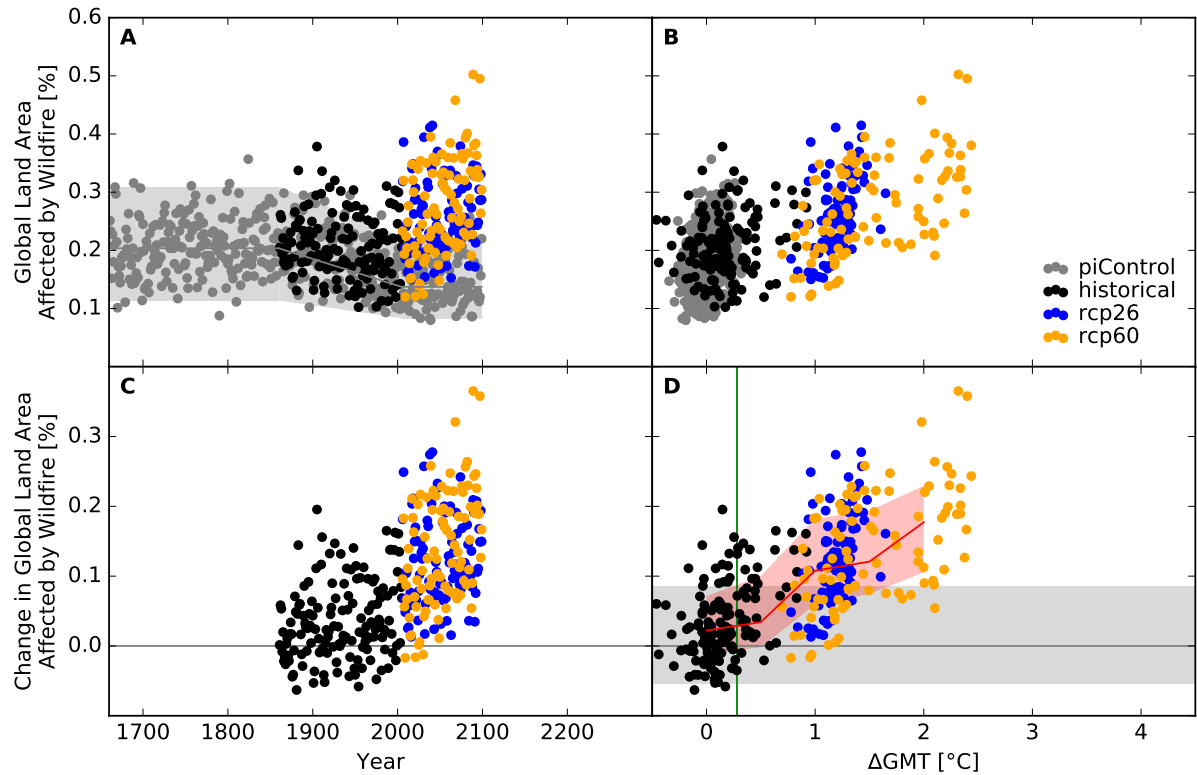 A
B
Global Land Area
Affected by Wildfire [%]
0.6
0.5
0.4
0.3
0.2
0.1
piControl
historical
rcp26
rcp60
C
D
Change in Global Land Area
Affected by Wildfire [%]
0.3
0.2
0.1
0.0
1700 1800 1900 2000 2100 2200
Year
0 1 2 3 4
ΔGMT [°C]